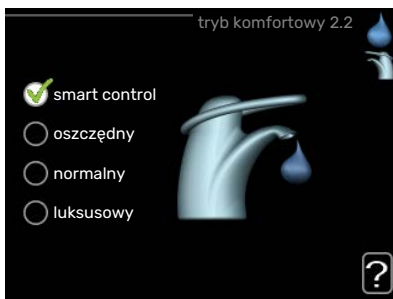 tryb komfortowy 2.2
smart control
oszczędny
normalny
luksusowy
?